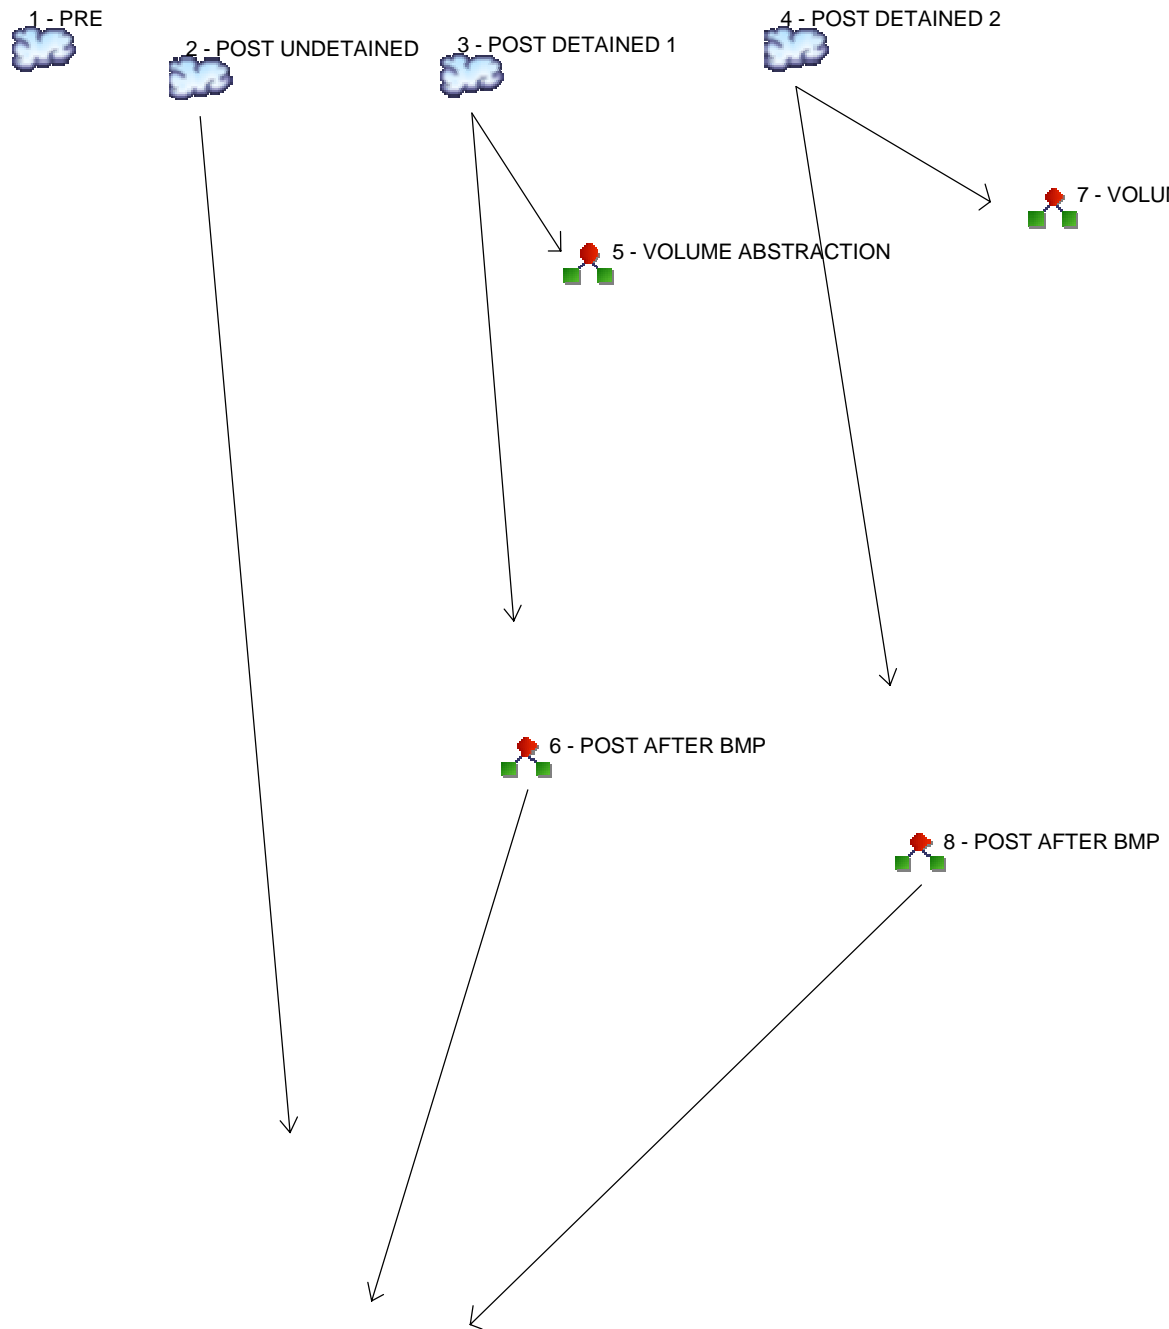 1 - PRE
2 - POST UNDETAINED
3 - POST DETAINED 1
4 - POST DETAINED 2
7 - VOLU
5 - VOLUME ABSTRACTION
6 - POST AFTER BMP
8 - POST AFTER BMP